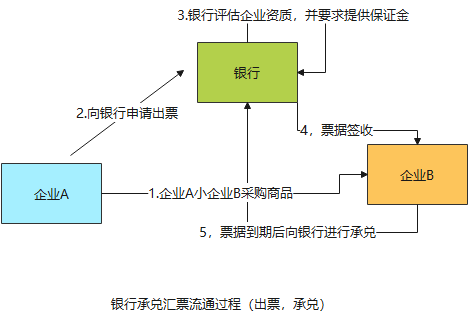 3.银行评估企业资质，并要求提供保证金
银行
2.向银行申请出票
4，票据签收
企业A
1.企业A小企业B采购商品
企业B
5，票据到期后向银行进行承兑
银行承兑汇票流通过程（出票，承兑）